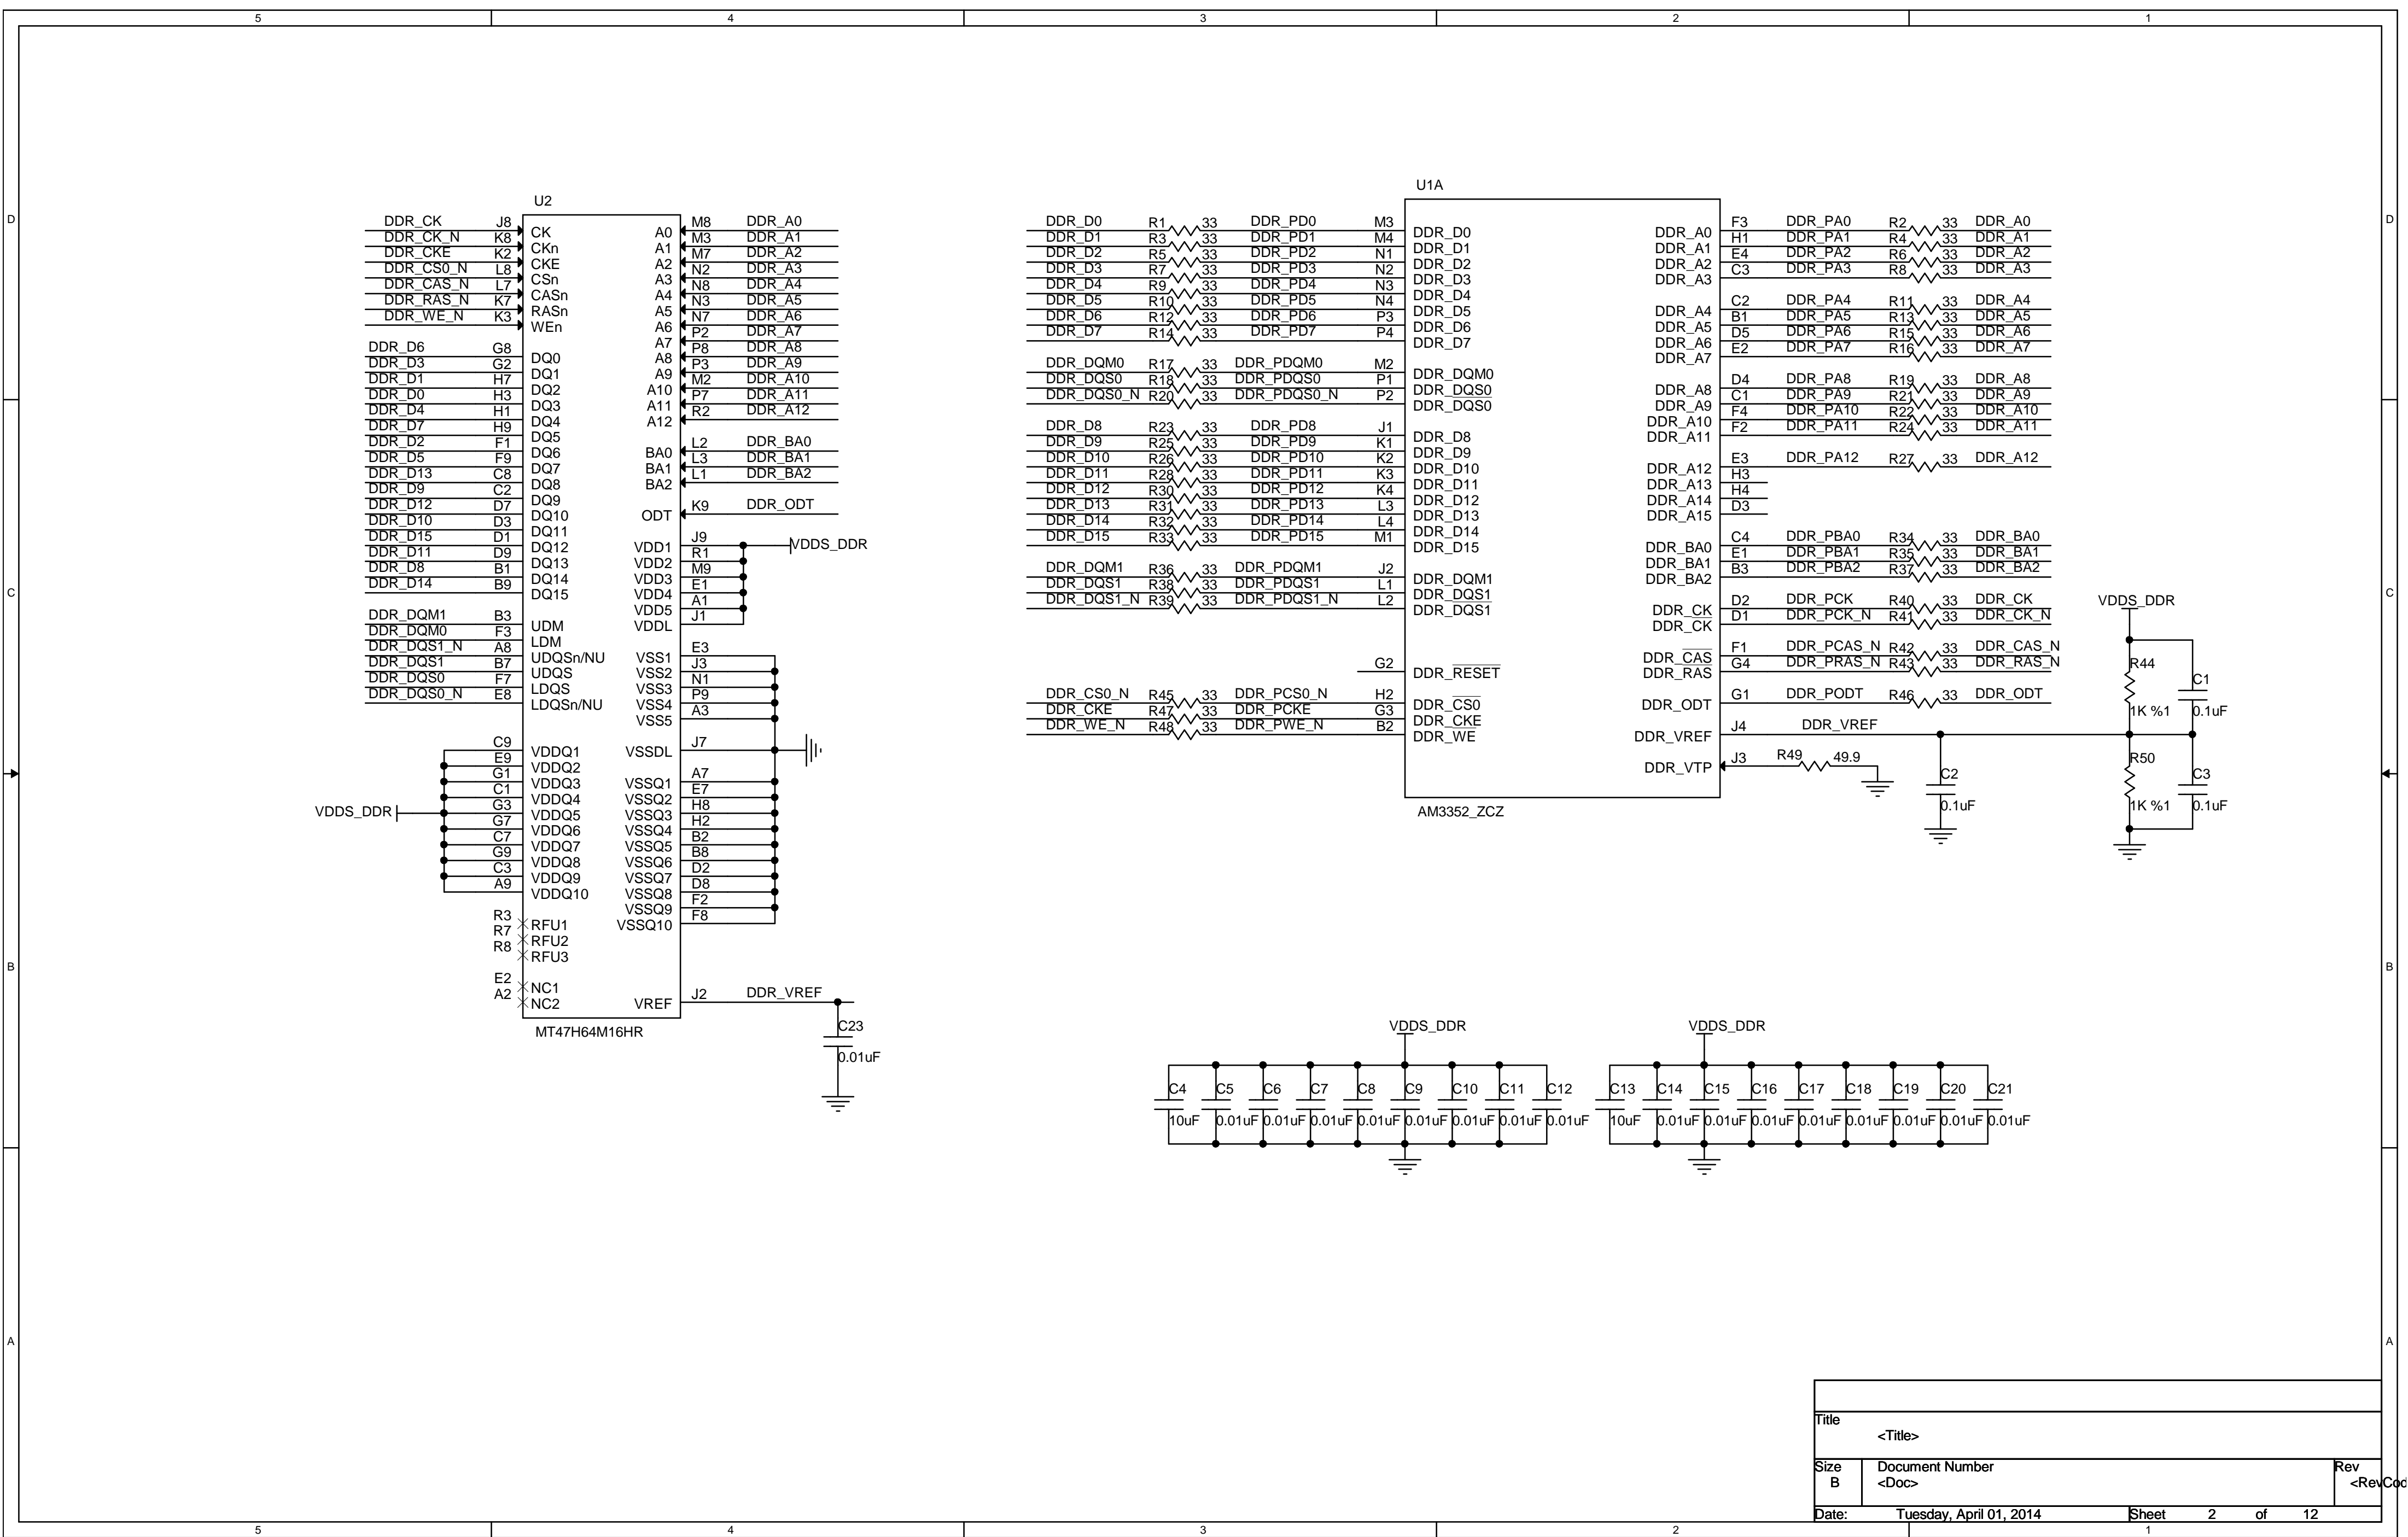 5 4 3 2 1
D
C
B
A
U2
DDR_CK J8 CK A0 M8 DDR_A0
DDR_CK_N K8 CKn A1 M3 DDR_A1
DDR_CKE K2 CKE A2 M7 DDR_A2
DDR_CS0_N L8 CSn A3 N2 DDR_A3
DDR_CAS_N L7 CASn A4 N8 DDR_A4
DDR_RAS_N K7 RASn A5 N3 DDR_A5
DDR_WE_N K3 WEn A6 N7 DDR_A6
A7 P2 DDR_A7
DDR_D6 G8 DQ0 A8 P8 DDR_A8
DDR_D3 G2 DQ1 A9 P3 DDR_A9
DDR_D1 H7 DQ2 A10 M2 DDR_A10
DDR_D0 H3 DQ3 A11 P7 DDR_A11
DDR_D4 H1 DQ4 A12 R2 DDR_A12
DDR_D7 H9 DQ5
DDR_D2 F1 DQ6 BA0 L2 DDR_BA0
DDR_D5 F9 DQ7 BA1 L3 DDR_BA1
DDR_D13 C8 DQ8 BA2 L1 DDR_BA2
DDR_D9 C2 DQ9
DDR_D12 D7 DQ10 ODT K9 DDR_ODT
DDR_D10 D3 DQ11
DDR_D15 D1 DQ12 VDD1 J9 VDDS_DDR
DDR_D11 D9 DQ13 VDD2 R1
DDR_D8 B1 DQ14 VDD3 M9
DDR_D14 B9 DQ15 VDD4 E1
VDD5 A1
DDR_DQM1 B3 UDM VDDL J1
DDR_DQM0 F3 LDM
DDR_DQS1_N A8 UDQSn/NU VSS1 E3
DDR_DQS1 B7 UDQS VSS2 J3
DDR_DQS0 F7 LDQS VSS3 N1
DDR_DQS0_N E8 LDQSn/NU VSS4 P9
VSS5 A3
C9 VDDQ1 VSSDL J7
E9 VDDQ2
G1 VDDQ3 VSSQ1 A7
C1 VDDQ4 VSSQ2 E7
VDDS_DDR G3 VDDQ5 VSSQ3 H8
G7 VDDQ6 VSSQ4 H2
C7 VDDQ7 VSSQ5 B2
G9 VDDQ8 VSSQ6 B8
C3 VDDQ9 VSSQ7 D2
A9 VDDQ10 VSSQ8 D8
VSSQ9 F2
R3 RFU1 VSSQ10 F8
R7 RFU2
R8 RFU3
E2 NC1
A2 NC2 VREF J2 DDR_VREF
MT47H64M16HR
C23
0.01uF
U1A
DDR_D0 R1 33 DDR_PD0 M3 DDR_D0
DDR_D1 R3 33 DDR_PD1 M4 DDR_D1
DDR_D2 R5 33 DDR_PD2 N1 DDR_D2
DDR_D3 R7 33 DDR_PD3 N2 DDR_D3
DDR_D4 R9 33 DDR_PD4 N3 DDR_D4
DDR_D5 R10 33 DDR_PD5 N4 DDR_D5
DDR_D6 R12 33 DDR_PD6 P3 DDR_D6
DDR_D7 R14 33 DDR_PD7 P4 DDR_D7
DDR_DQM0 R17 33 DDR_PDQM0 M2 DDR_DQM0
DDR_DQS0 R18 33 DDR_PDQS0 P1 DDR_DQS0
DDR_DQS0_N R20 33 DDR_PDQS0_N P2 DDR_DQS0
DDR_D8 R23 33 DDR_PD8 J1 DDR_D8
DDR_D9 R25 33 DDR_PD9 K1 DDR_D9
DDR_D10 R26 33 DDR_PD10 K2 DDR_D10
DDR_D11 R28 33 DDR_PD11 K3 DDR_D11
DDR_D12 R30 33 DDR_PD12 K4 DDR_D12
DDR_D13 R31 33 DDR_PD13 L3 DDR_D13
DDR_D14 R32 33 DDR_PD14 L4 DDR_D14
DDR_D15 R33 33 DDR_PD15 M1 DDR_D15
DDR_DQM1 R36 33 DDR_PDQM1 J2 DDR_DQM1
DDR_DQS1 R38 33 DDR_PDQS1 L1 DDR_DQS1
DDR_DQS1_N R39 33 DDR_PDQS1_N L2 DDR_DQS1
G2 DDR_RESET
DDR_CS0_N R45 33 DDR_PCS0_N H2 DDR_CS0
DDR_CKE R47 33 DDR_PCKE G3 DDR_CKE
DDR_WE_N R48 33 DDR_PWE_N B2 DDR_WE
DDR_A0 F3 DDR_PA0 R2 33 DDR_A0
DDR_A1 H1 DDR_PA1 R4 33 DDR_A1
DDR_A2 E4 DDR_PA2 R6 33 DDR_A2
DDR_A3 C3 DDR_PA3 R8 33 DDR_A3
DDR_A4 C2 DDR_PA4 R11 33 DDR_A4
DDR_A5 B1 DDR_PA5 R13 33 DDR_A5
DDR_A6 D5 DDR_PA6 R15 33 DDR_A6
DDR_A7 E2 DDR_PA7 R16 33 DDR_A7
DDR_A8 D4 DDR_PA8 R19 33 DDR_A8
DDR_A9 C1 DDR_PA9 R21 33 DDR_A9
DDR_A10 F4 DDR_PA10 R22 33 DDR_A10
DDR_A11 F2 DDR_PA11 R24 33 DDR_A11
DDR_A12 E3 DDR_PA12 R27 33 DDR_A12
DDR_A13 H3
DDR_A14 H4
DDR_A15 D3
DDR_BA0 C4 DDR_PBA0 R34 33 DDR_BA0
DDR_BA1 E1 DDR_PBA1 R35 33 DDR_BA1
DDR_BA2 B3 DDR_PBA2 R37 33 DDR_BA2
DDR_CK D2 DDR_PCK R40 33 DDR_CK
DDR_CK D1 DDR_PCK_N R41 33 DDR_CK_N
DDR_CAS F1 DDR_PCAS_N R42 33 DDR_CAS_N
DDR_RAS G4 DDR_PRAS_N R43 33 DDR_RAS_N
DDR_ODT G1 DDR_PODT R46 33 DDR_ODT
DDR_VREF J4 DDR_VREF
DDR_VTP J3 R49 49.9
AM3352_ZCZ
VDDS_DDR
R44 C1
1K %1 0.1uF
R50
C2 C3
0.1uF 1K %1 0.1uF
VDDS_DDR VDDS_DDR
C4 C5 C6 C7 C8 C9 C10 C11 C12 C13 C14 C15 C16 C17 C18 C19 C20 C21
10uF 0.01uF 0.01uF 0.01uF 0.01uF 0.01uF 0.01uF 0.01uF 0.01uF 10uF 0.01uF 0.01uF 0.01uF 0.01uF 0.01uF 0.01uF 0.01uF 0.01uF
D
C
B
A
Title
<Title>
Size Document Number Rev
B <Doc> <RevCod
Date: Tuesday, April 01, 2014 Sheet 2 of 12
5 4 3 2 1